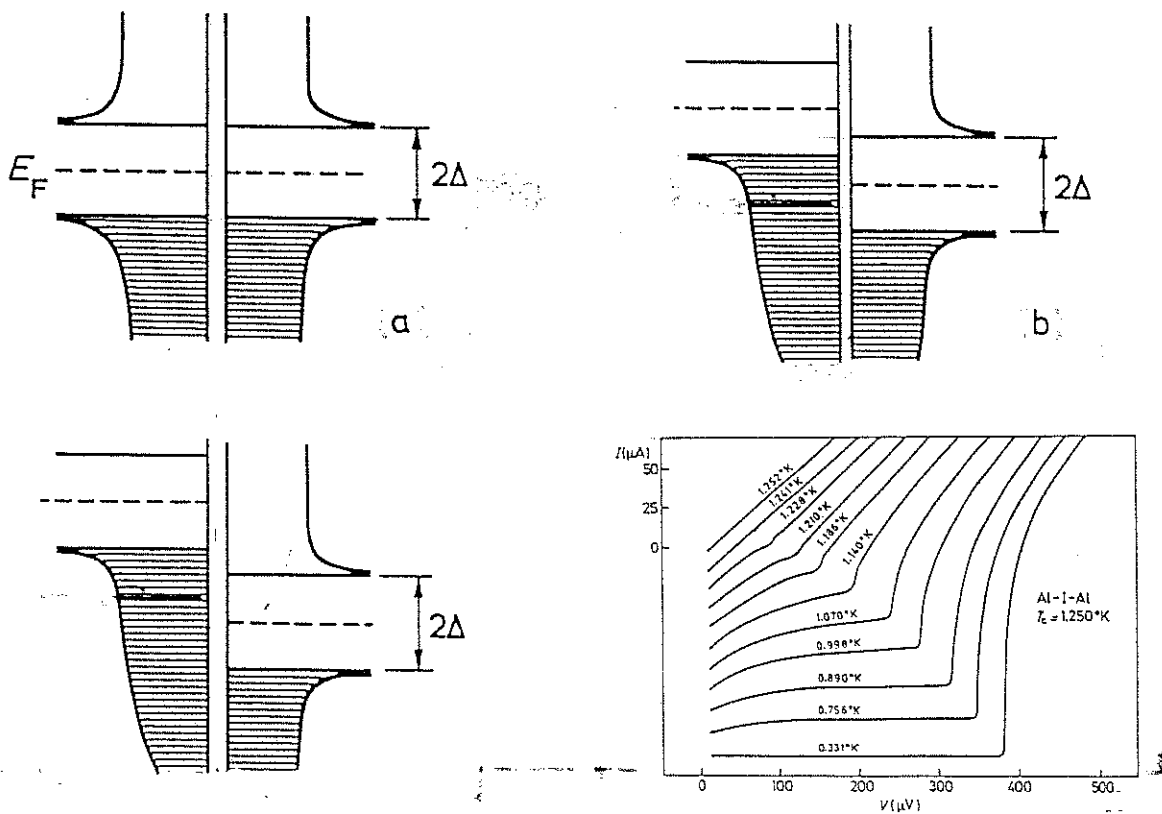 E_F
2Δ
a
2Δ
b
2Δ
I(μA)
50
25
0
1.252°K
1.241°K
1.228°K
1.210°K
1.186°K
1.140°K
1.070°K
0.998°K
0.890°K
0.756°K
0.331°K
Al-I-Al
T_c = 1.250°K
0 100 200 300 400 500
V(μV)